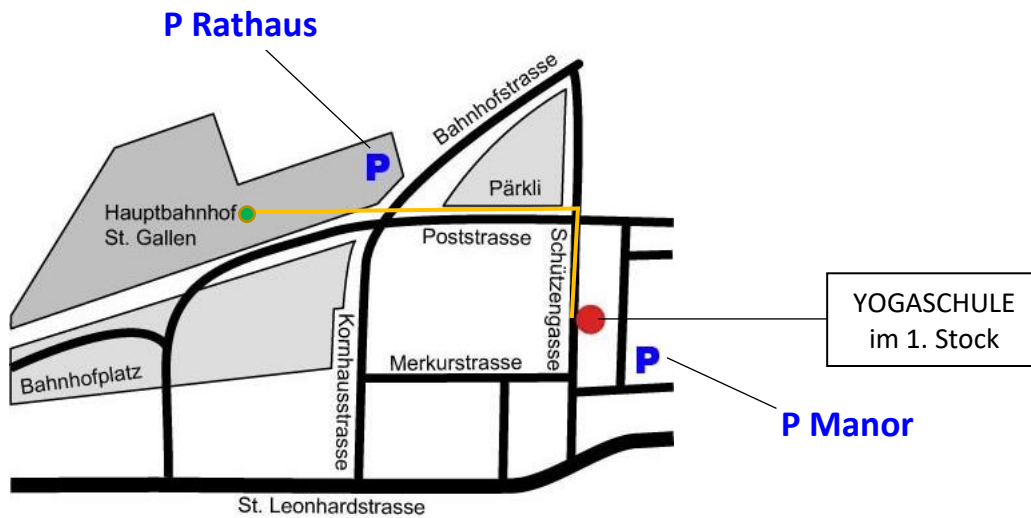 P Rathaus
Bahnhofstrasse
P
Pärkli
Hauptbahnhof
St. Gallen
Poststrasse
Schützengasse
YOGASCHULE
im 1. Stock
Kornhausstrasse
Merkurstrasse
P
Bahnhofplatz
P Manor
St. Leonhardstrasse